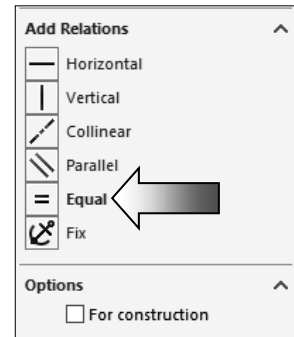 Add Relations
Horizontal
Vertical
Collinear
Parallel
Equal
Fix
Options
For construction